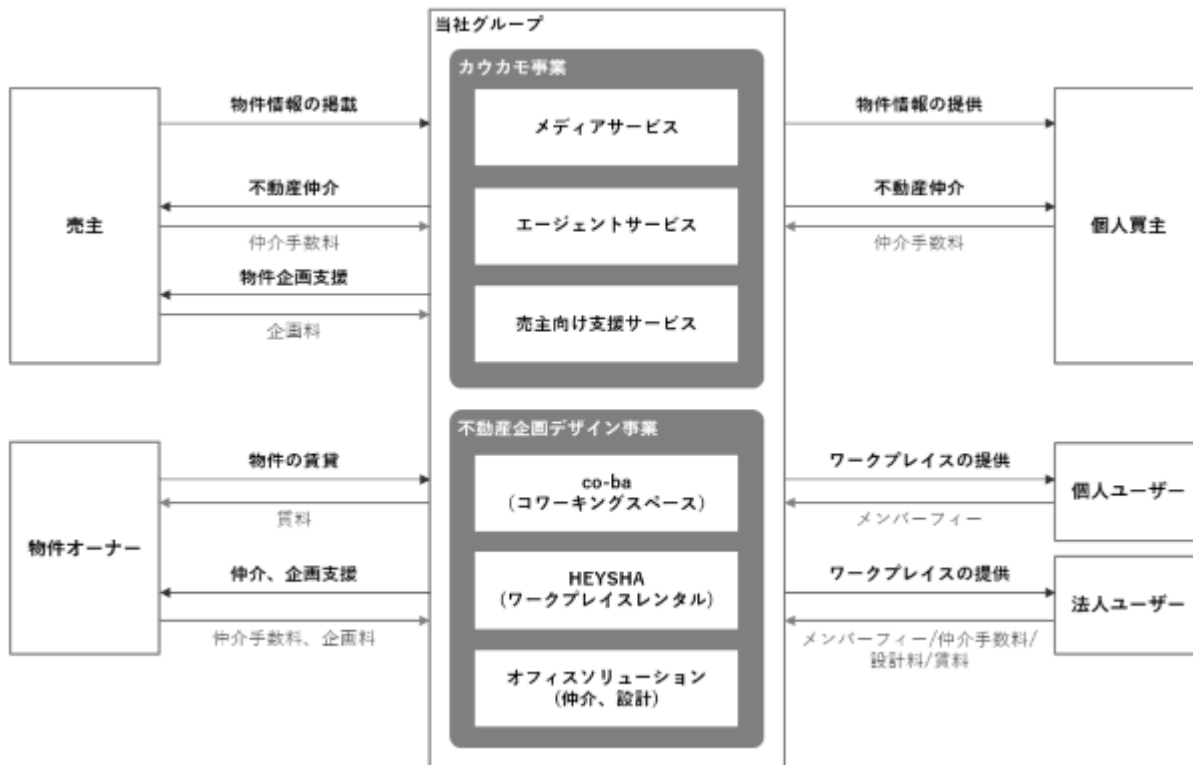 当社グループ
カウカモ事業
メディアサービス
エージェントサービス
売主向け支援サービス
売主
物件情報の掲載
不動産仲介
仲介手数料
物件企画支援
企画料
物件情報の提供
不動産仲介
仲介手数料
個人買主
不動産企画デザイン事業
co-ba
(コワーキングスペース)
HEYSHA
(ワークプレイスレンタル)
オフィスソリューション
(仲介、設計)
物件オーナー
物件の賃貸
賃料
仲介、企画支援
仲介手数料、企画料
ワークプレイスの提供
メンバーフィー
個人ユーザー
ワークプレイスの提供
メンバーフィー/仲介手数料/
設計料/賃料
法人ユーザー